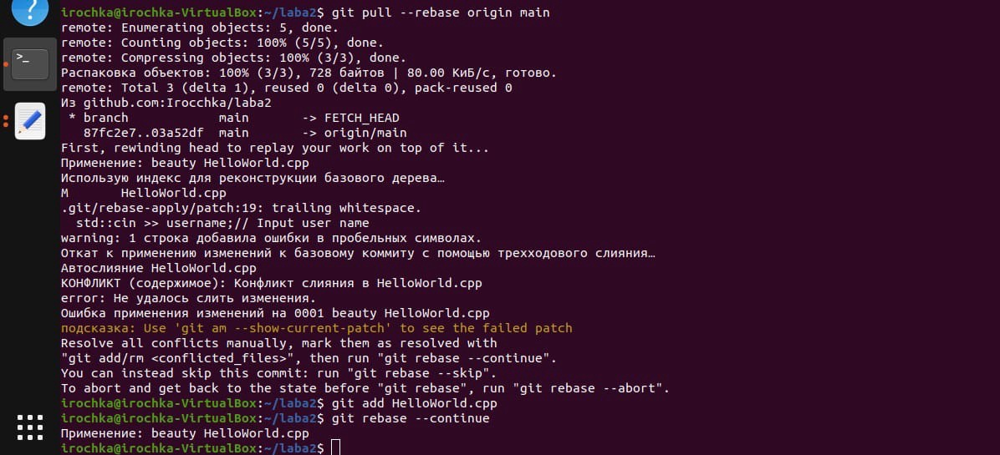 irochka@irochka-VirtualBox:~/laba2$ git pull --rebase origin main
remote: Enumerating objects: 5, done.
remote: Counting objects: 100% (5/5), done.
remote: Compressing objects: 100% (3/3), done.
Распаковка объектов: 100% (3/3), 728 байтов | 80.00 КиБ/с, готово.
remote: Total 3 (delta 1), reused 0 (delta 0), pack-reused 0
Из github.com:Irocchka/laba2
 * branch            main       -> FETCH_HEAD
   87fc2e7..03a52df  main       -> origin/main
First, rewinding head to replay your work on top of it...
Применение: beauty HelloWorld.cpp
Использую индекс для реконструкции базового дерева…
M       HelloWorld.cpp
.git/rebase-apply/patch:19: trailing whitespace.
  std::cin >> username;// Input user name
warning: 1 строка добавила ошибки в пробельных символах.
Откат к применению изменений к базовому коммиту с помощью трехходового слияния…
Автослияние HelloWorld.cpp
КОНФЛИКТ (содержимое): Конфликт слияния в HelloWorld.cpp
error: Не удалось слить изменения.
Ошибка применения изменений на 0001 beauty HelloWorld.cpp
подсказка: Use 'git am --show-current-patch' to see the failed patch
Resolve all conflicts manually, mark them as resolved with
"git add/rm <conflicted_files>", then run "git rebase --continue".
You can instead skip this commit: run "git rebase --skip".
To abort and get back to the state before "git rebase", run "git rebase --abort".
irochka@irochka-VirtualBox:~/laba2$ git add HelloWorld.cpp
irochka@irochka-VirtualBox:~/laba2$ git rebase --continue
Применение: beauty HelloWorld.cpp
irochka@irochka-VirtualBox:~/laba2$